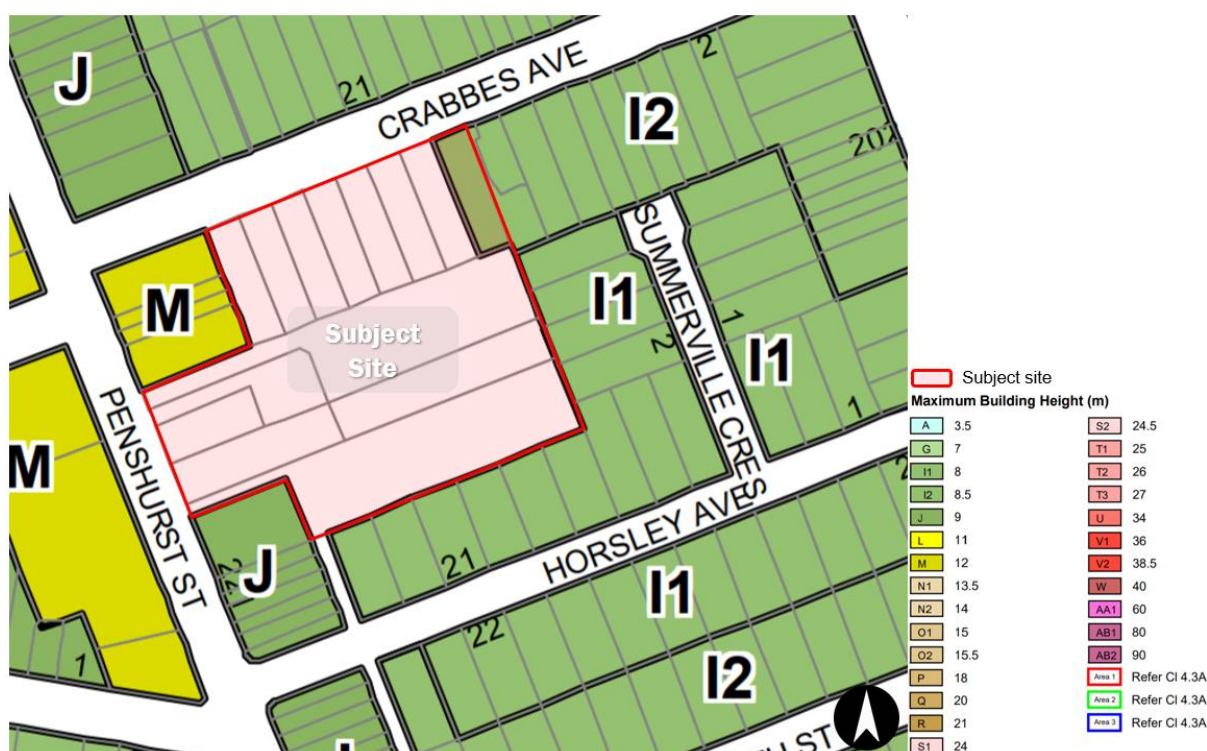 J
21
CRABBES AVE
2
I2
202
SUMMERVILLE CRES
M
I1
2
1
I1
1
Subject
Site
PENSHURST ST
M
J
21
HORSLEY AVE
22
I1
I2
1
Subject site
Maximum Building Height (m)
A 3.5
G 7
I1 8
I2 8.5
J 9
L 11
M 12
N1 13.5
N2 14
O1 15
O2 15.5
P 18
Q 20
R 21
S1 24
S2 24.5
T1 25
T2 26
T3 27
U 34
V1 36
V2 38.5
W 40
AA1 60
AB1 80
AB2 90
Area 1 Refer Cl 4.3A
Area 2 Refer Cl 4.3A
Area 3 Refer Cl 4.3A